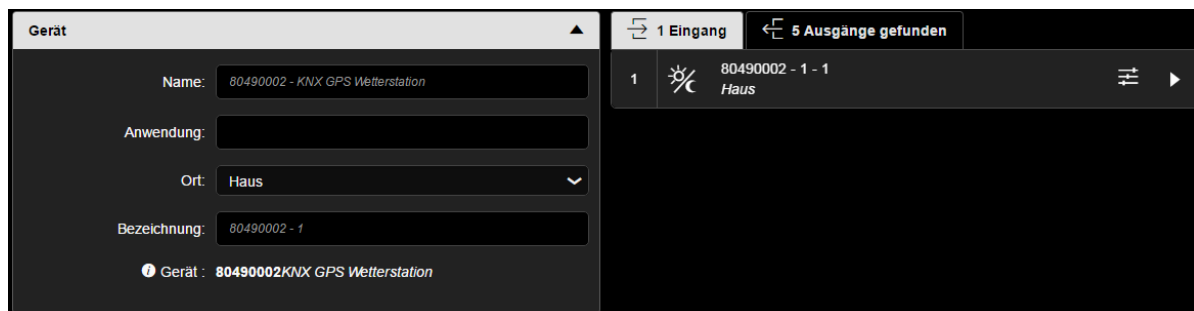 Gerät
Name: 80490002 - KNX GPS Wetterstation
Anwendung:
Ort: Haus
Bezeichnung: 80490002 - 1
i Gerät : 80490002KNX GPS Wetterstation
1 Eingang
5 Ausgänge gefunden
1
80490002 - 1 - 1
Haus